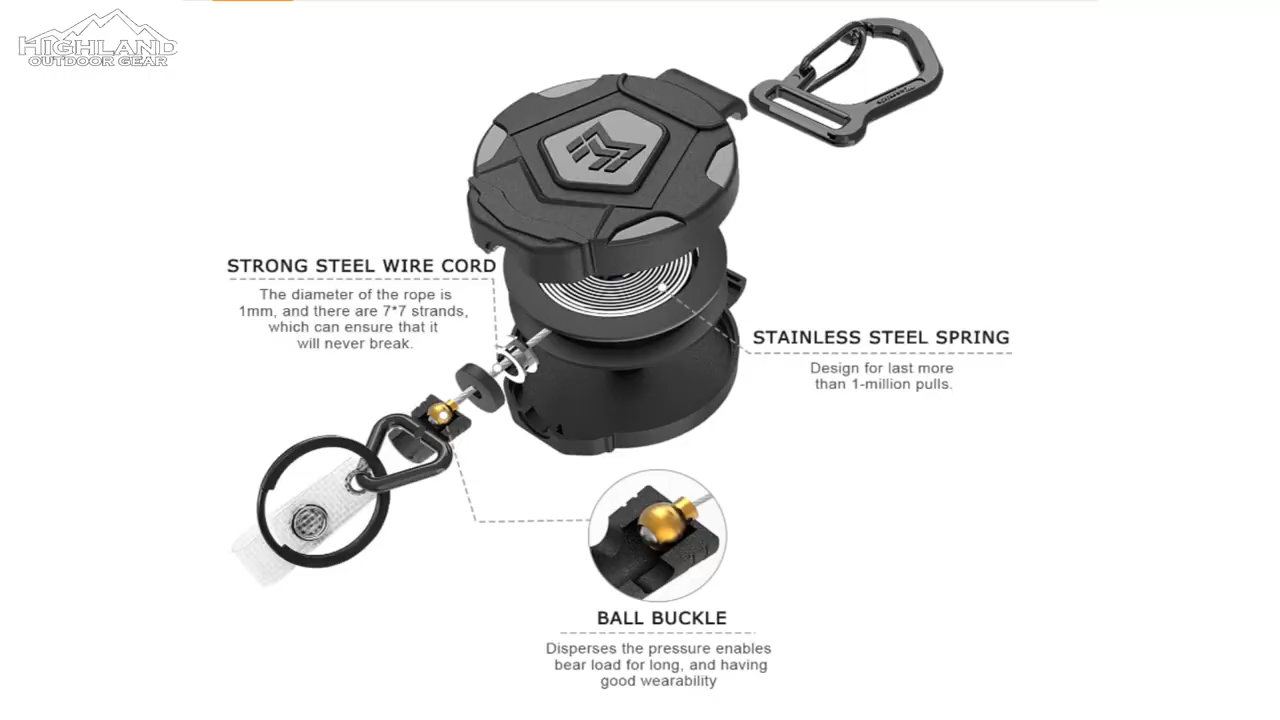 HIGHLAND
OUTDOOR GEAR
STRONG STEEL WIRE CORD
The diameter of the rope is
1mm, and there are 7*7 strands,
which can ensure that it
will never break.
STAINLESS STEEL SPRING
Design for last more
than 1-million pulls.
BALL BUCKLE
Disperses the pressure enables
bear load for long, and having
good wearability